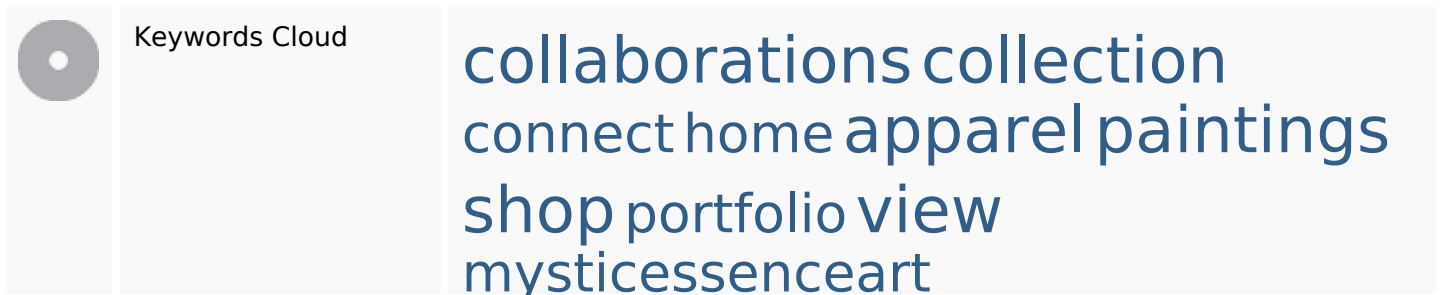 Keywords Cloud
collaborations collection
connect home apparel paintings
shop portfolio view
mysticessenceart